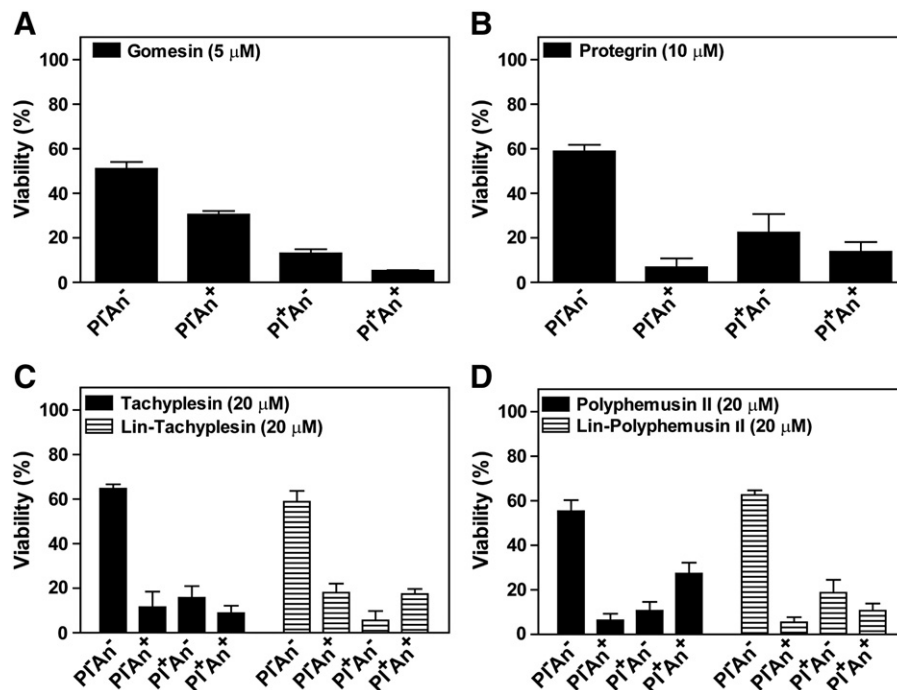 A
Gomesin (5 μM)
Viability (%)
100
80
60
40
20
0
PI⁻An⁻
PI⁻An⁺
PI⁺An⁻
PI⁺An⁺
B
Protegrin (10 μM)
Viability (%)
100
80
60
40
20
0
PI⁻An⁻
PI⁻An⁺
PI⁺An⁻
PI⁺An⁺
C
Tachyplesin (20 μM)
Lin-Tachyplesin (20 μM)
Viability (%)
100
80
60
40
20
0
PI⁻An⁻
PI⁻An⁺
PI⁺An⁻
PI⁺An⁺
PI⁻An⁻
PI⁻An⁺
PI⁺An⁻
PI⁺An⁺
D
Polyphemusin II (20 μM)
Lin-Polyphemusin II (20 μM)
Viability (%)
100
80
60
40
20
0
PI⁻An⁻
PI⁻An⁺
PI⁺An⁻
PI⁺An⁺
PI⁻An⁻
PI⁻An⁺
PI⁺An⁻
PI⁺An⁺